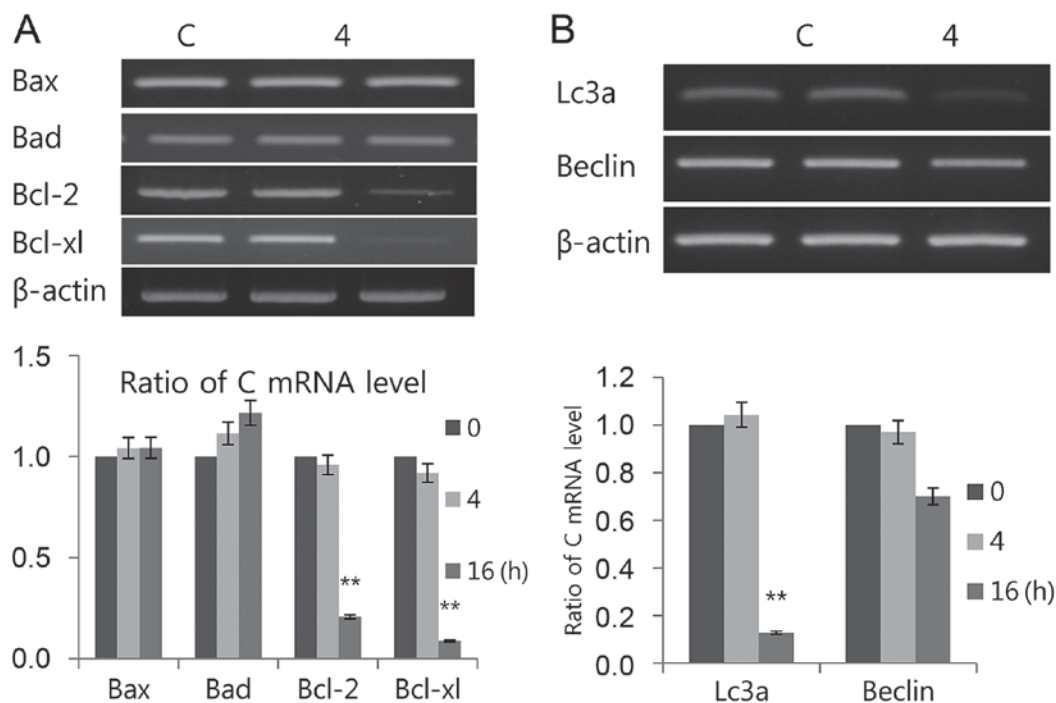 A
C 4
Bax
Bad
Bcl-2
Bcl-xl
β-actin
1.5
1.0
0.5
0.0
Ratio of C mRNA level
0
4
16 (h)
**
**
Bax Bad Bcl-2 Bcl-xl
B
C 4
Lc3a
Beclin
β-actin
Ratio of C mRNA level
1.2
1.0
0.8
0.6
0.4
0.2
0.0
0
4
16 (h)
**
Lc3a Beclin